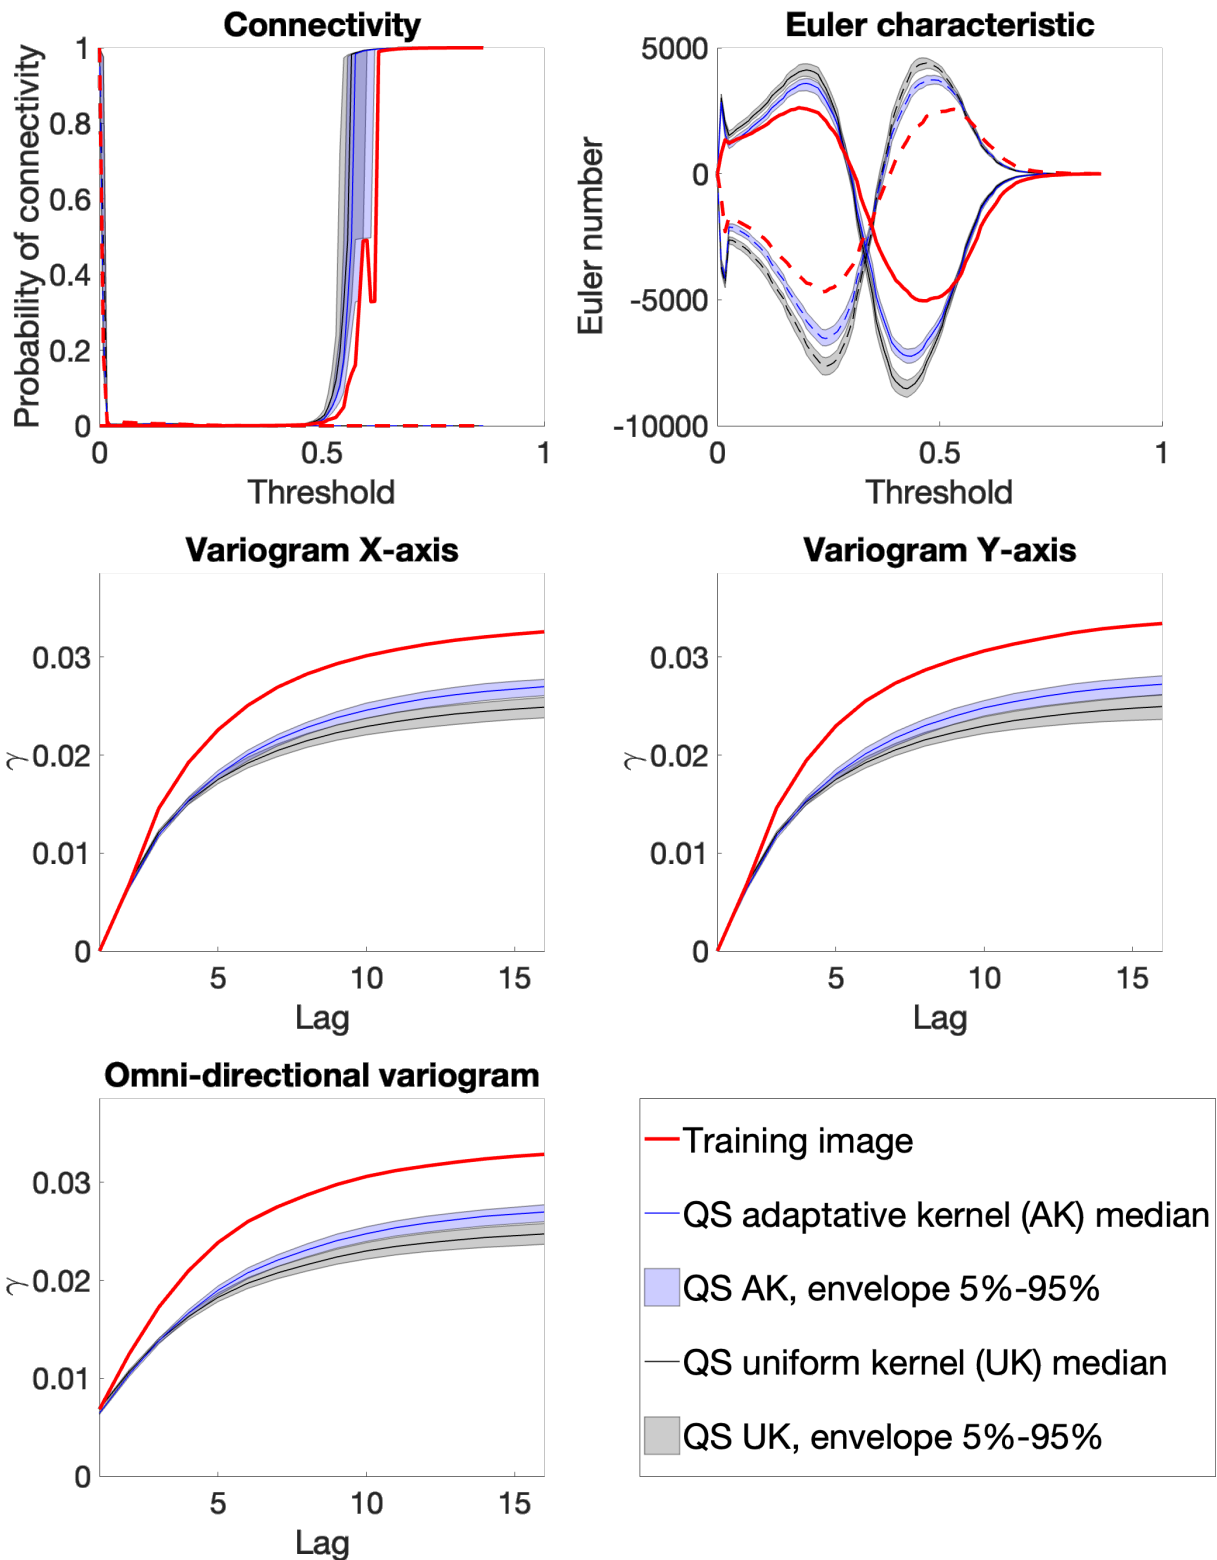 Connectivity
Probability of connectivity
1
0.8
0.6
0.4
0.2
0
0
0.5
1
Threshold
Euler characteristic
Euler number
5000
0
-5000
-10000
0
0.5
1
Threshold
Variogram X-axis
γ
0.03
0.02
0.01
0
5
10
15
Lag
Variogram Y-axis
γ
0.03
0.02
0.01
0
5
10
15
Lag
Omni-directional variogram
γ
0.03
0.02
0.01
0
5
10
15
Lag
Training image
QS adaptative kernel (AK) median
QS AK, envelope 5%-95%
QS uniform kernel (UK) median
QS UK, envelope 5%-95%